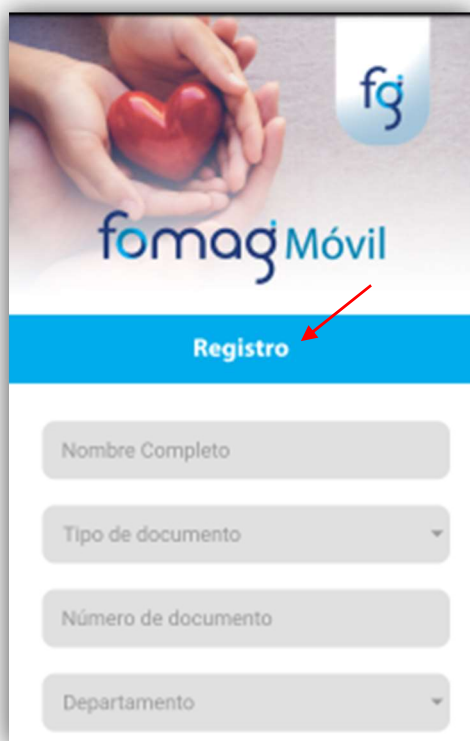 fg
fomag Móvil
Registro
Nombre Completo
Tipo de documento
Número de documento
Departamento